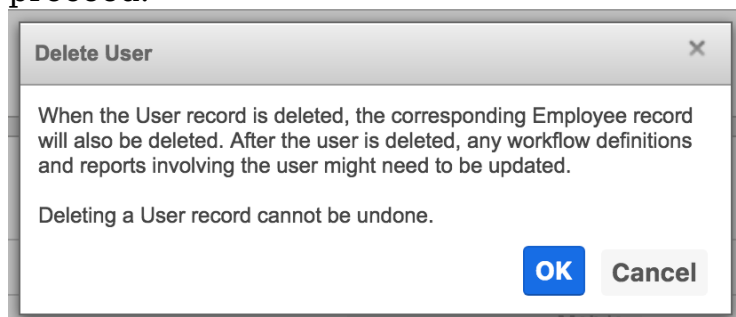 proceed.
Delete User
×
When the User record is deleted, the corresponding Employee record
will also be deleted. After the user is deleted, any workflow definitions
and reports involving the user might need to be updated.
Deleting a User record cannot be undone.
OK Cancel